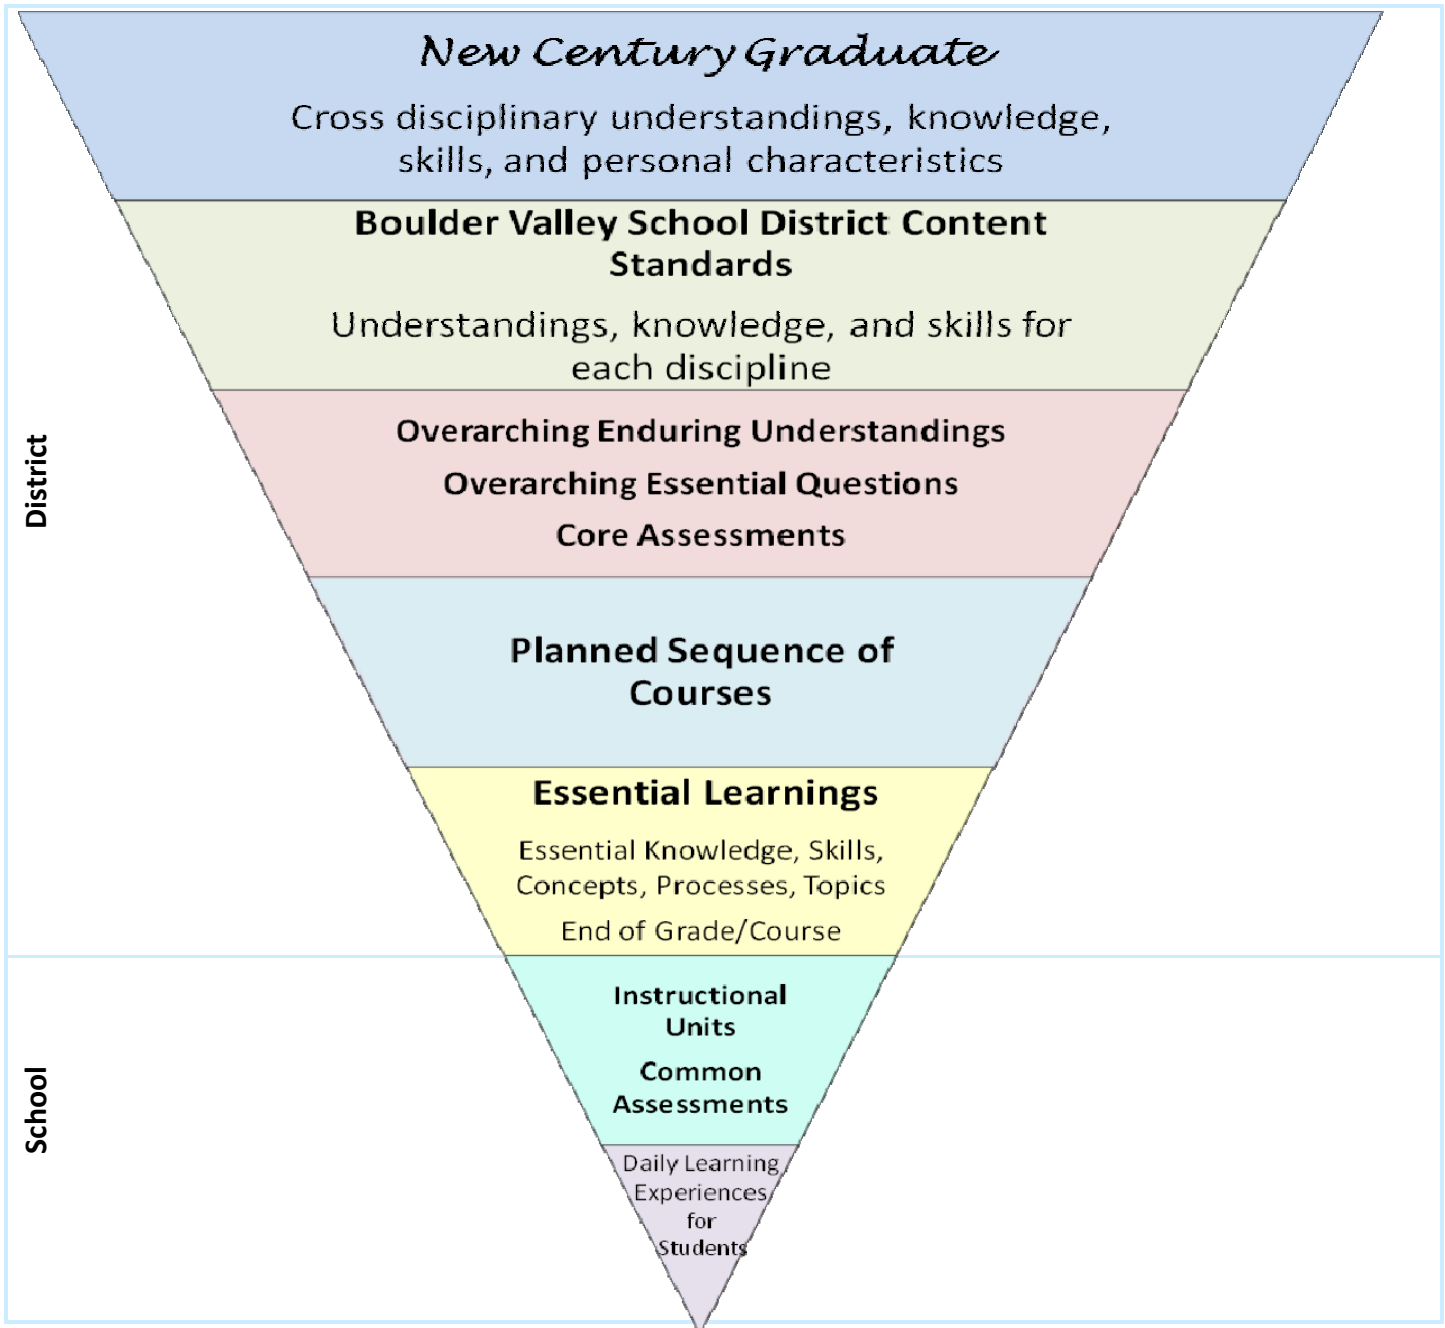 New Century Graduate
Cross disciplinary understandings, knowledge,
skills, and personal characteristics
Boulder Valley School District Content
Standards
Understandings, knowledge, and skills for
each discipline
Overarching Enduring Understandings
Overarching Essential Questions
Core Assessments
Planned Sequence of
Courses
Essential Learnings
Essential Knowledge, Skills,
Concepts, Processes, Topics
End of Grade/Course
District
Instructional
Units
Common
Assessments
Daily Learning
Experiences
for
Students
School